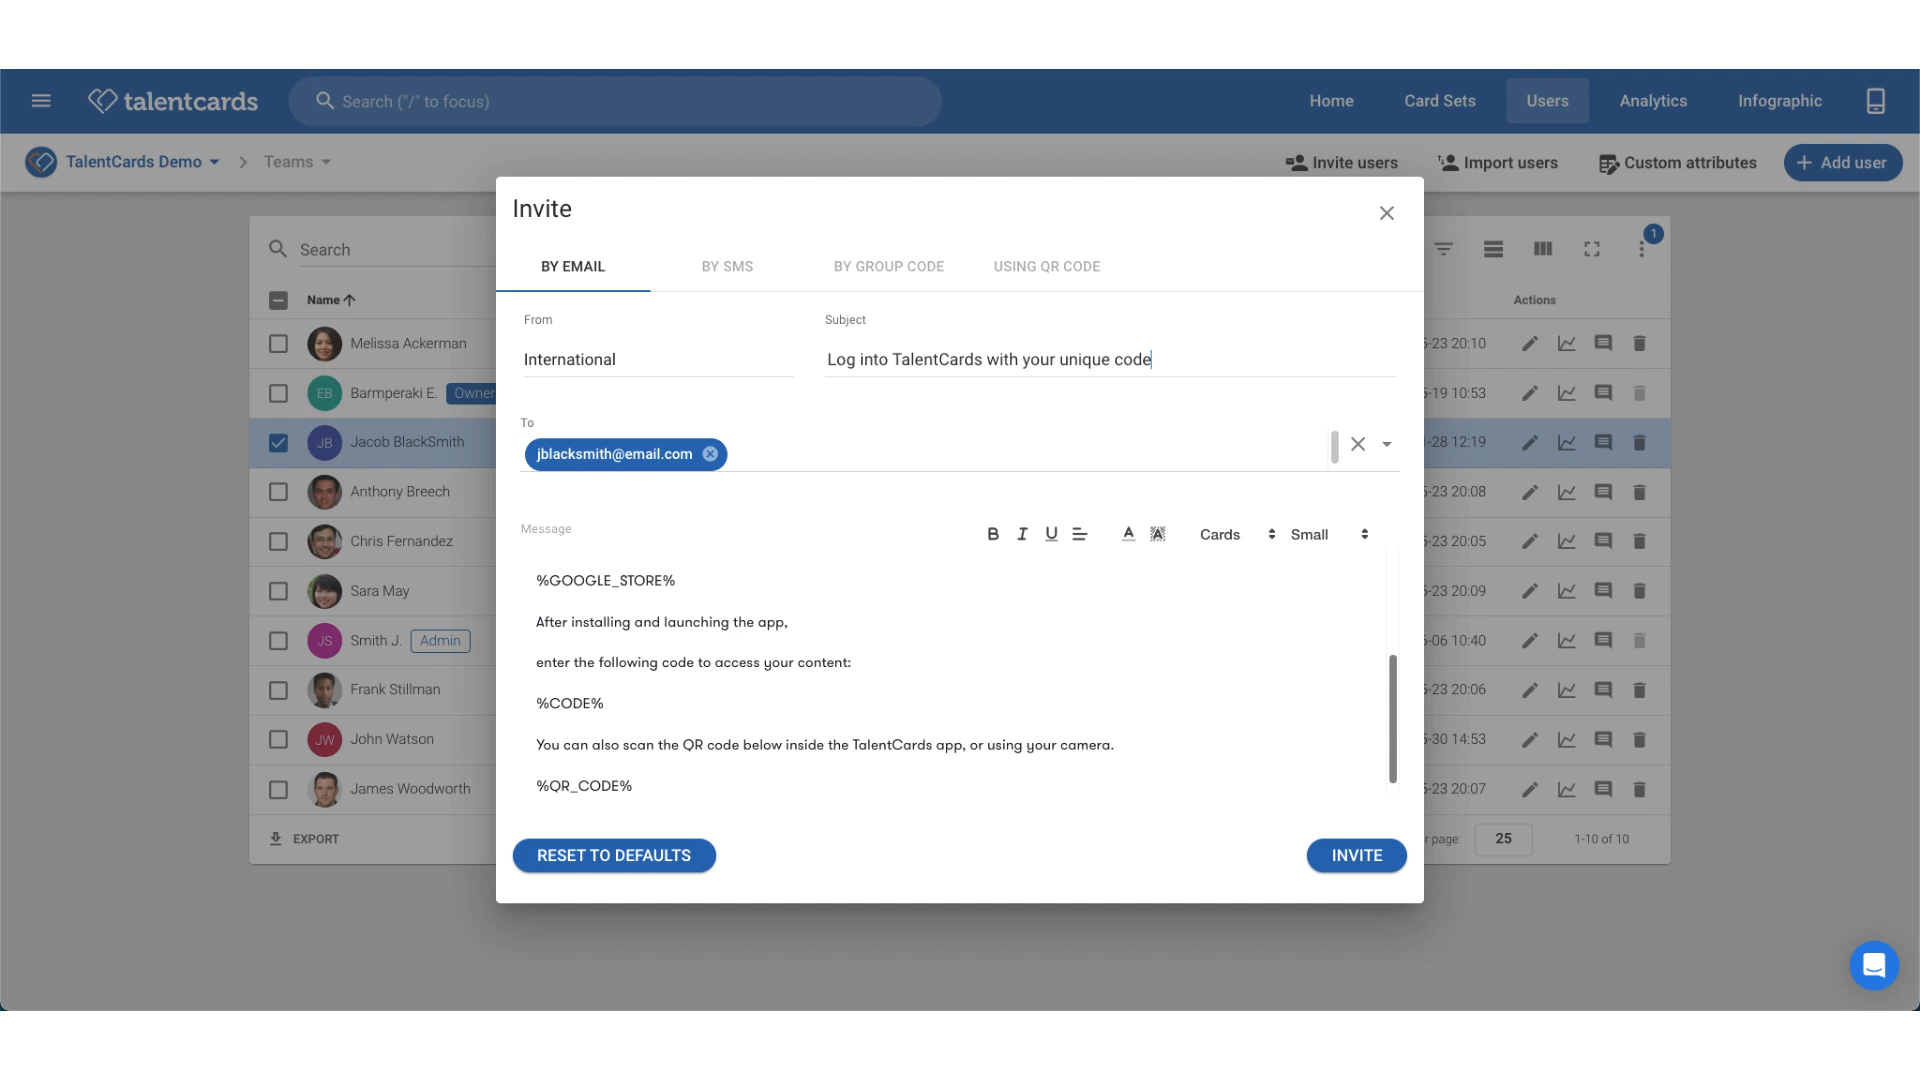 talentcards
Search ("/" to focus)
Home
Card Sets
Users
Analytics
Infographic
TalentCards Demo
Teams
Invite users
Import users
Custom attributes
+ Add user
Invite
BY EMAIL
BY SMS
BY GROUP CODE
USING QR CODE
From
Subject
International
Log into TalentCards with your unique code
To
jblacksmith@email.com
Message
B I U A A Cards Small
%GOOGLE_STORE%
After installing and launching the app,
enter the following code to access your content:
%CODE%
You can also scan the QR code below inside the TalentCards app, or using your camera.
%QR_CODE%
RESET TO DEFAULTS
INVITE
Search
1
Name
Actions
Melissa Ackerman
-23 20:10
EB Barmperaki E. Owner
-19 10:53
JB Jacob BlackSmith
-28 12:19
Anthony Breech
-23 20:08
Chris Fernandez
-23 20:05
Sara May
-23 20:09
JS Smith J. Admin
-06 10:40
Frank Stillman
-23 20:06
JW John Watson
-30 14:53
James Woodworth
-23 20:07
EXPORT
page:
25
1-10 of 10